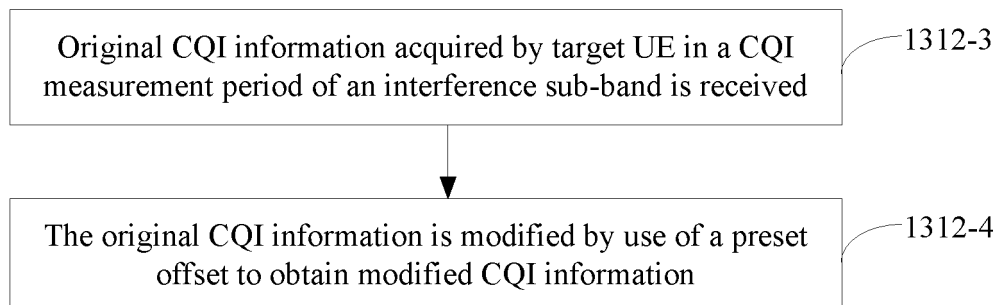 Original CQI information acquired by target UE in a CQI
measurement period of an interference sub-band is received
1312-3
The original CQI information is modified by use of a preset
offset to obtain modified CQI information
1312-4